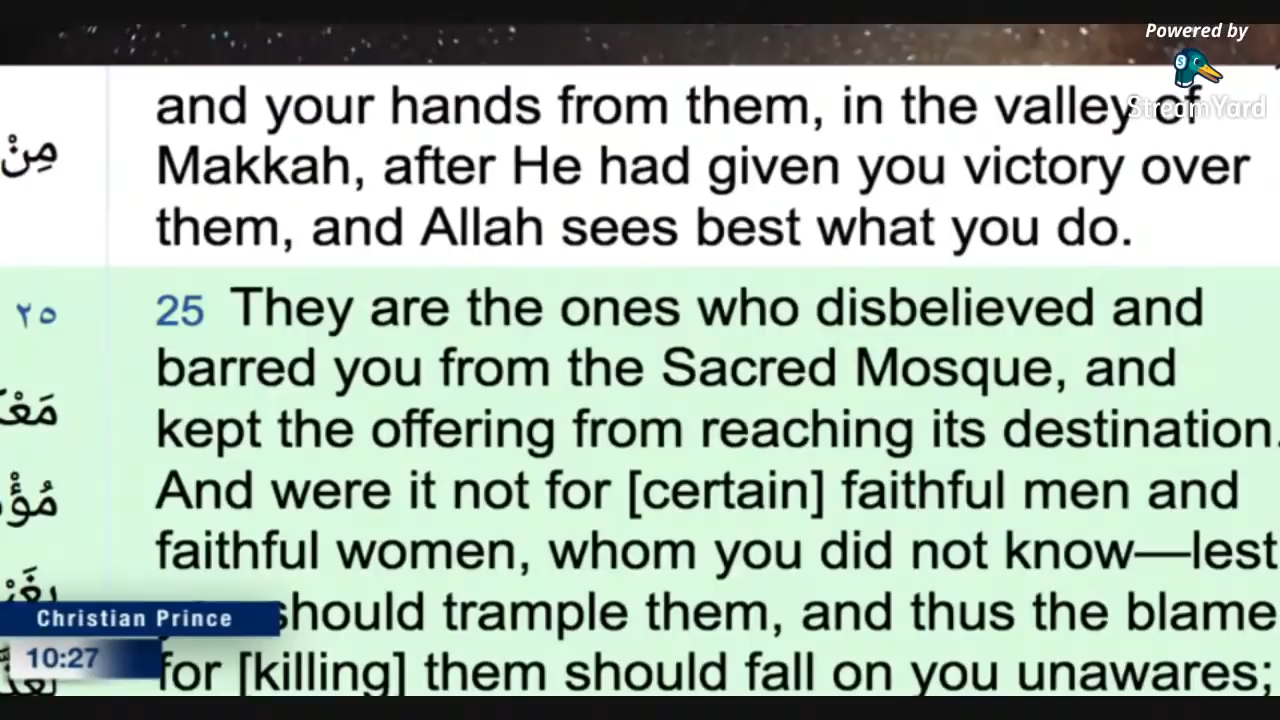 Powered by
StreamYard
and your hands from them, in the valley of
مِنْ
Makkah, after He had given you victory over
them, and Allah sees best what you do.
٢٥
25 They are the ones who disbelieved and
barred you from the Sacred Mosque, and
kept the offering from reaching its destination.
And were it not for [certain] faithful men and
faithful women, whom you did not know—lest
should trample them, and thus the blame
for [killing] them should fall on you unawares;
Christian Prince
10:27